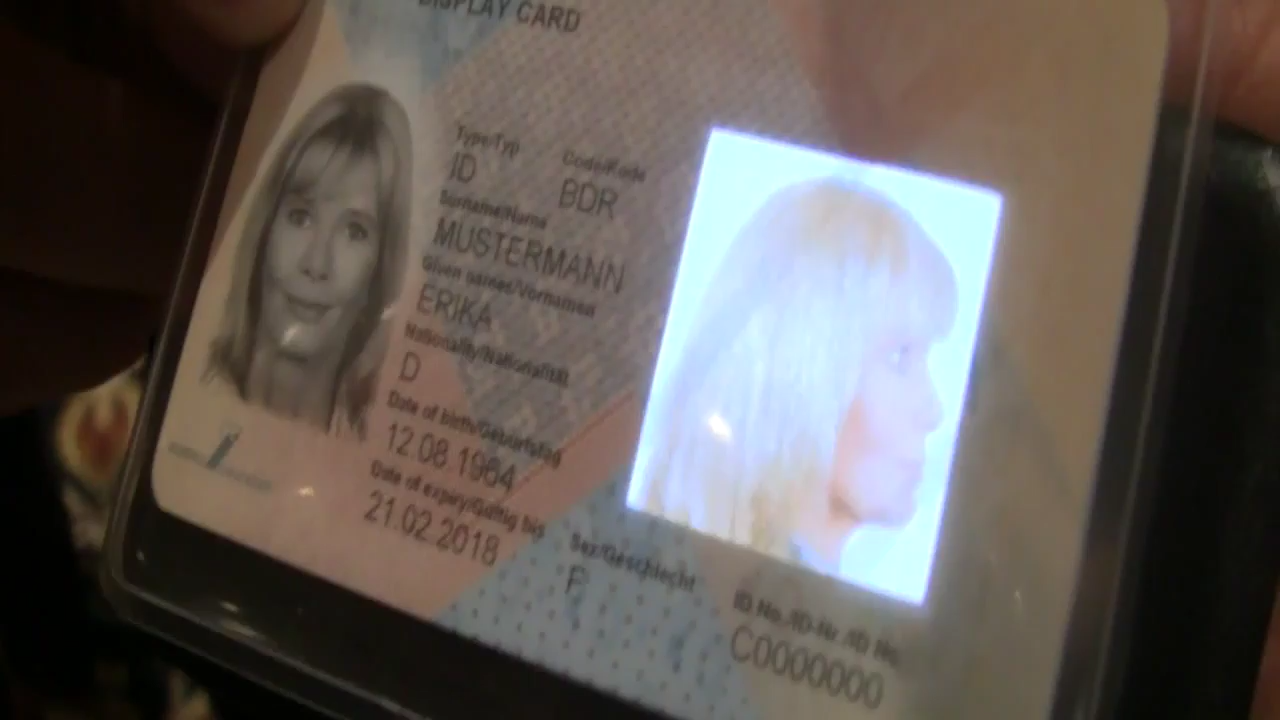 DISPLAY CARD
Type/Typ Code/Kode
ID BDR
Surname/Name
MUSTERMANN
Given names/Vornamen
ERIKA
Nationality/Nationalität
D
Date of birth/Geburtstag
12.08.1964
Date of expiry/Gültig bis
21.02.2018
Sex/Geschlecht
F
ID No./ID-Nr./ID No.
C0000000